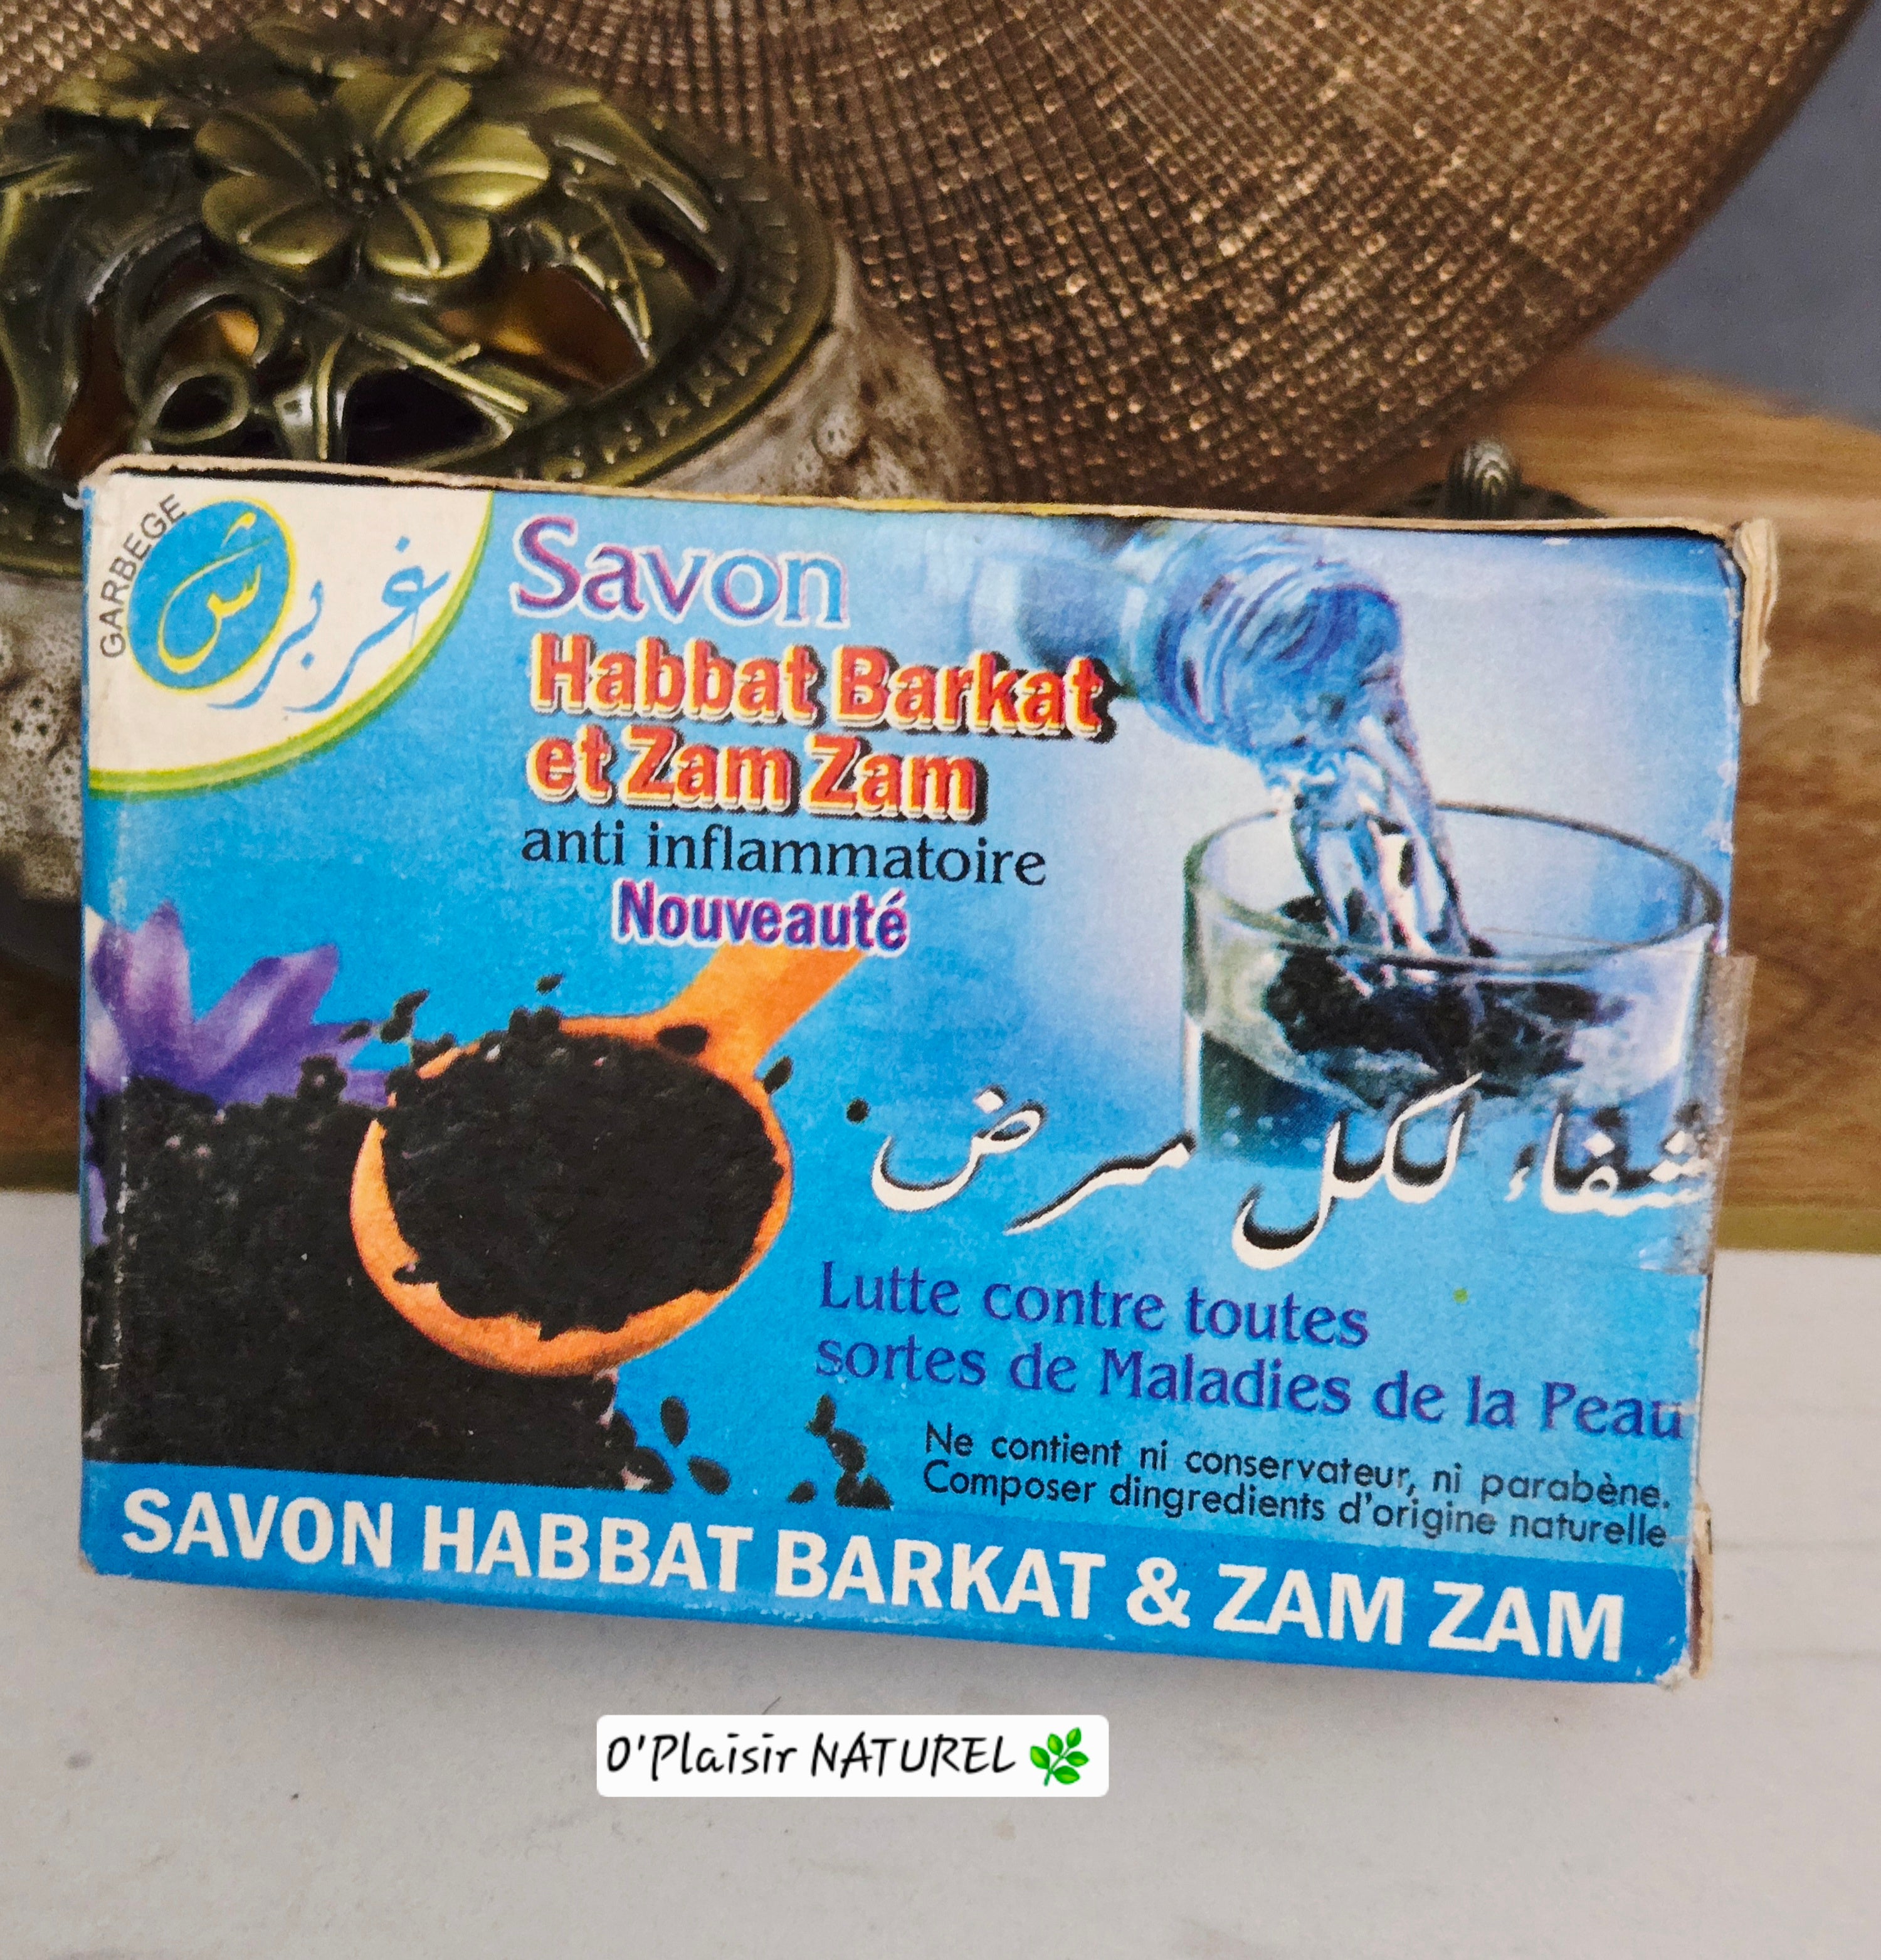 GARBEGE
غربرش
Savon
Habbat Barkat
et Zam Zam
anti inflammatoire
Nouveauté
شفاء لكل مرض
Lutte contre toutes
sortes de Maladies de la Peau
Ne contient ni conservateur, ni parabène.
Composer dingredients d'origine naturelle
SAVON HABBAT BARKAT & ZAM ZAM
O'Plaisir NATUREL 🌿